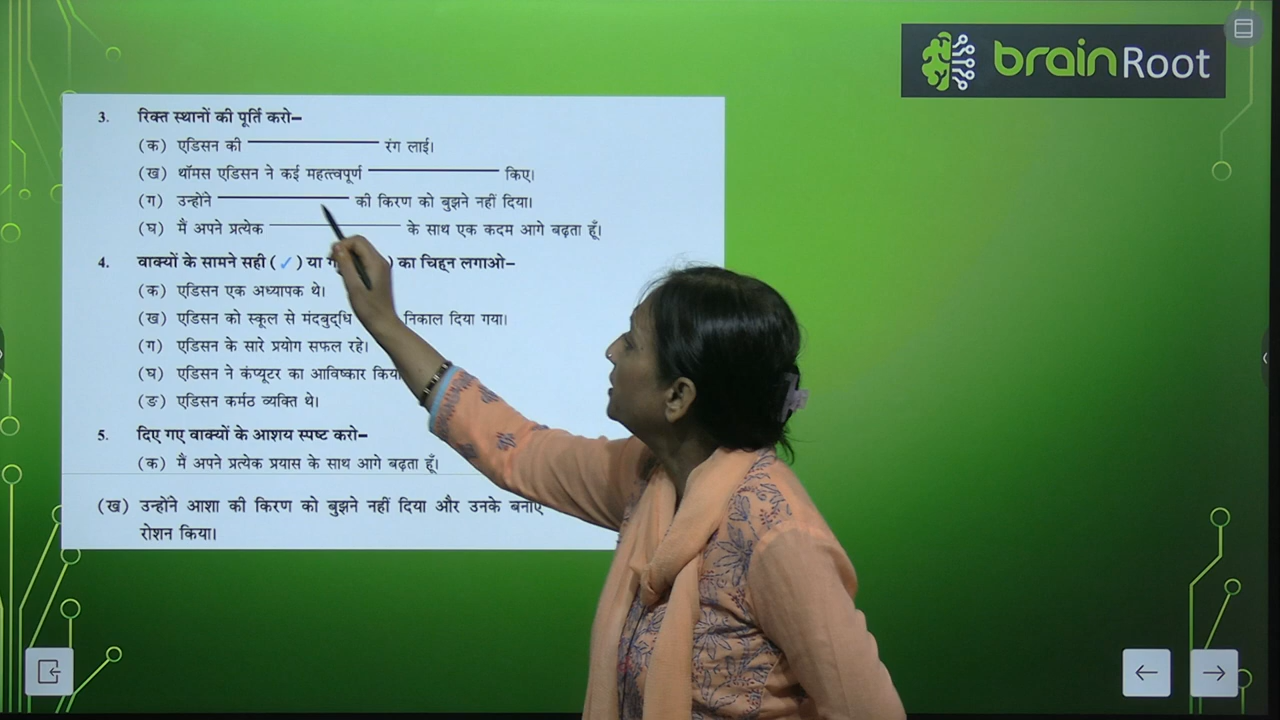 brainRoot
3. रिक्त स्थानों की पूर्ति करो–
(क) एडिसन की ———— रंग लाई।
(ख) थॉमस एडिसन ने कई महत्त्वपूर्ण ———— किए।
(ग) उन्होंने ———— की किरण को बुझने नहीं दिया।
(घ) मैं अपने प्रत्येक ———— के साथ एक कदम आगे बढ़ता हूँ।
4. वाक्यों के सामने सही (✓) या ) का चिह्न लगाओ–
(क) एडिसन एक अध्यापक थे।
(ख) एडिसन को स्कूल से मंदबुद्धि निकाल दिया गया।
(ग) एडिसन के सारे प्रयोग सफल रहे।
(घ) एडिसन ने कंप्यूटर का आविष्कार किया
(ङ) एडिसन कर्मठ व्यक्ति थे।
5. दिए गए वाक्यों के आशय स्पष्ट करो–
(क) मैं अपने प्रत्येक प्रयास के साथ आगे बढ़ता हूँ।
(ख) उन्होंने आशा की किरण को बुझने नहीं दिया और उनके बनाए
रोशन किया।